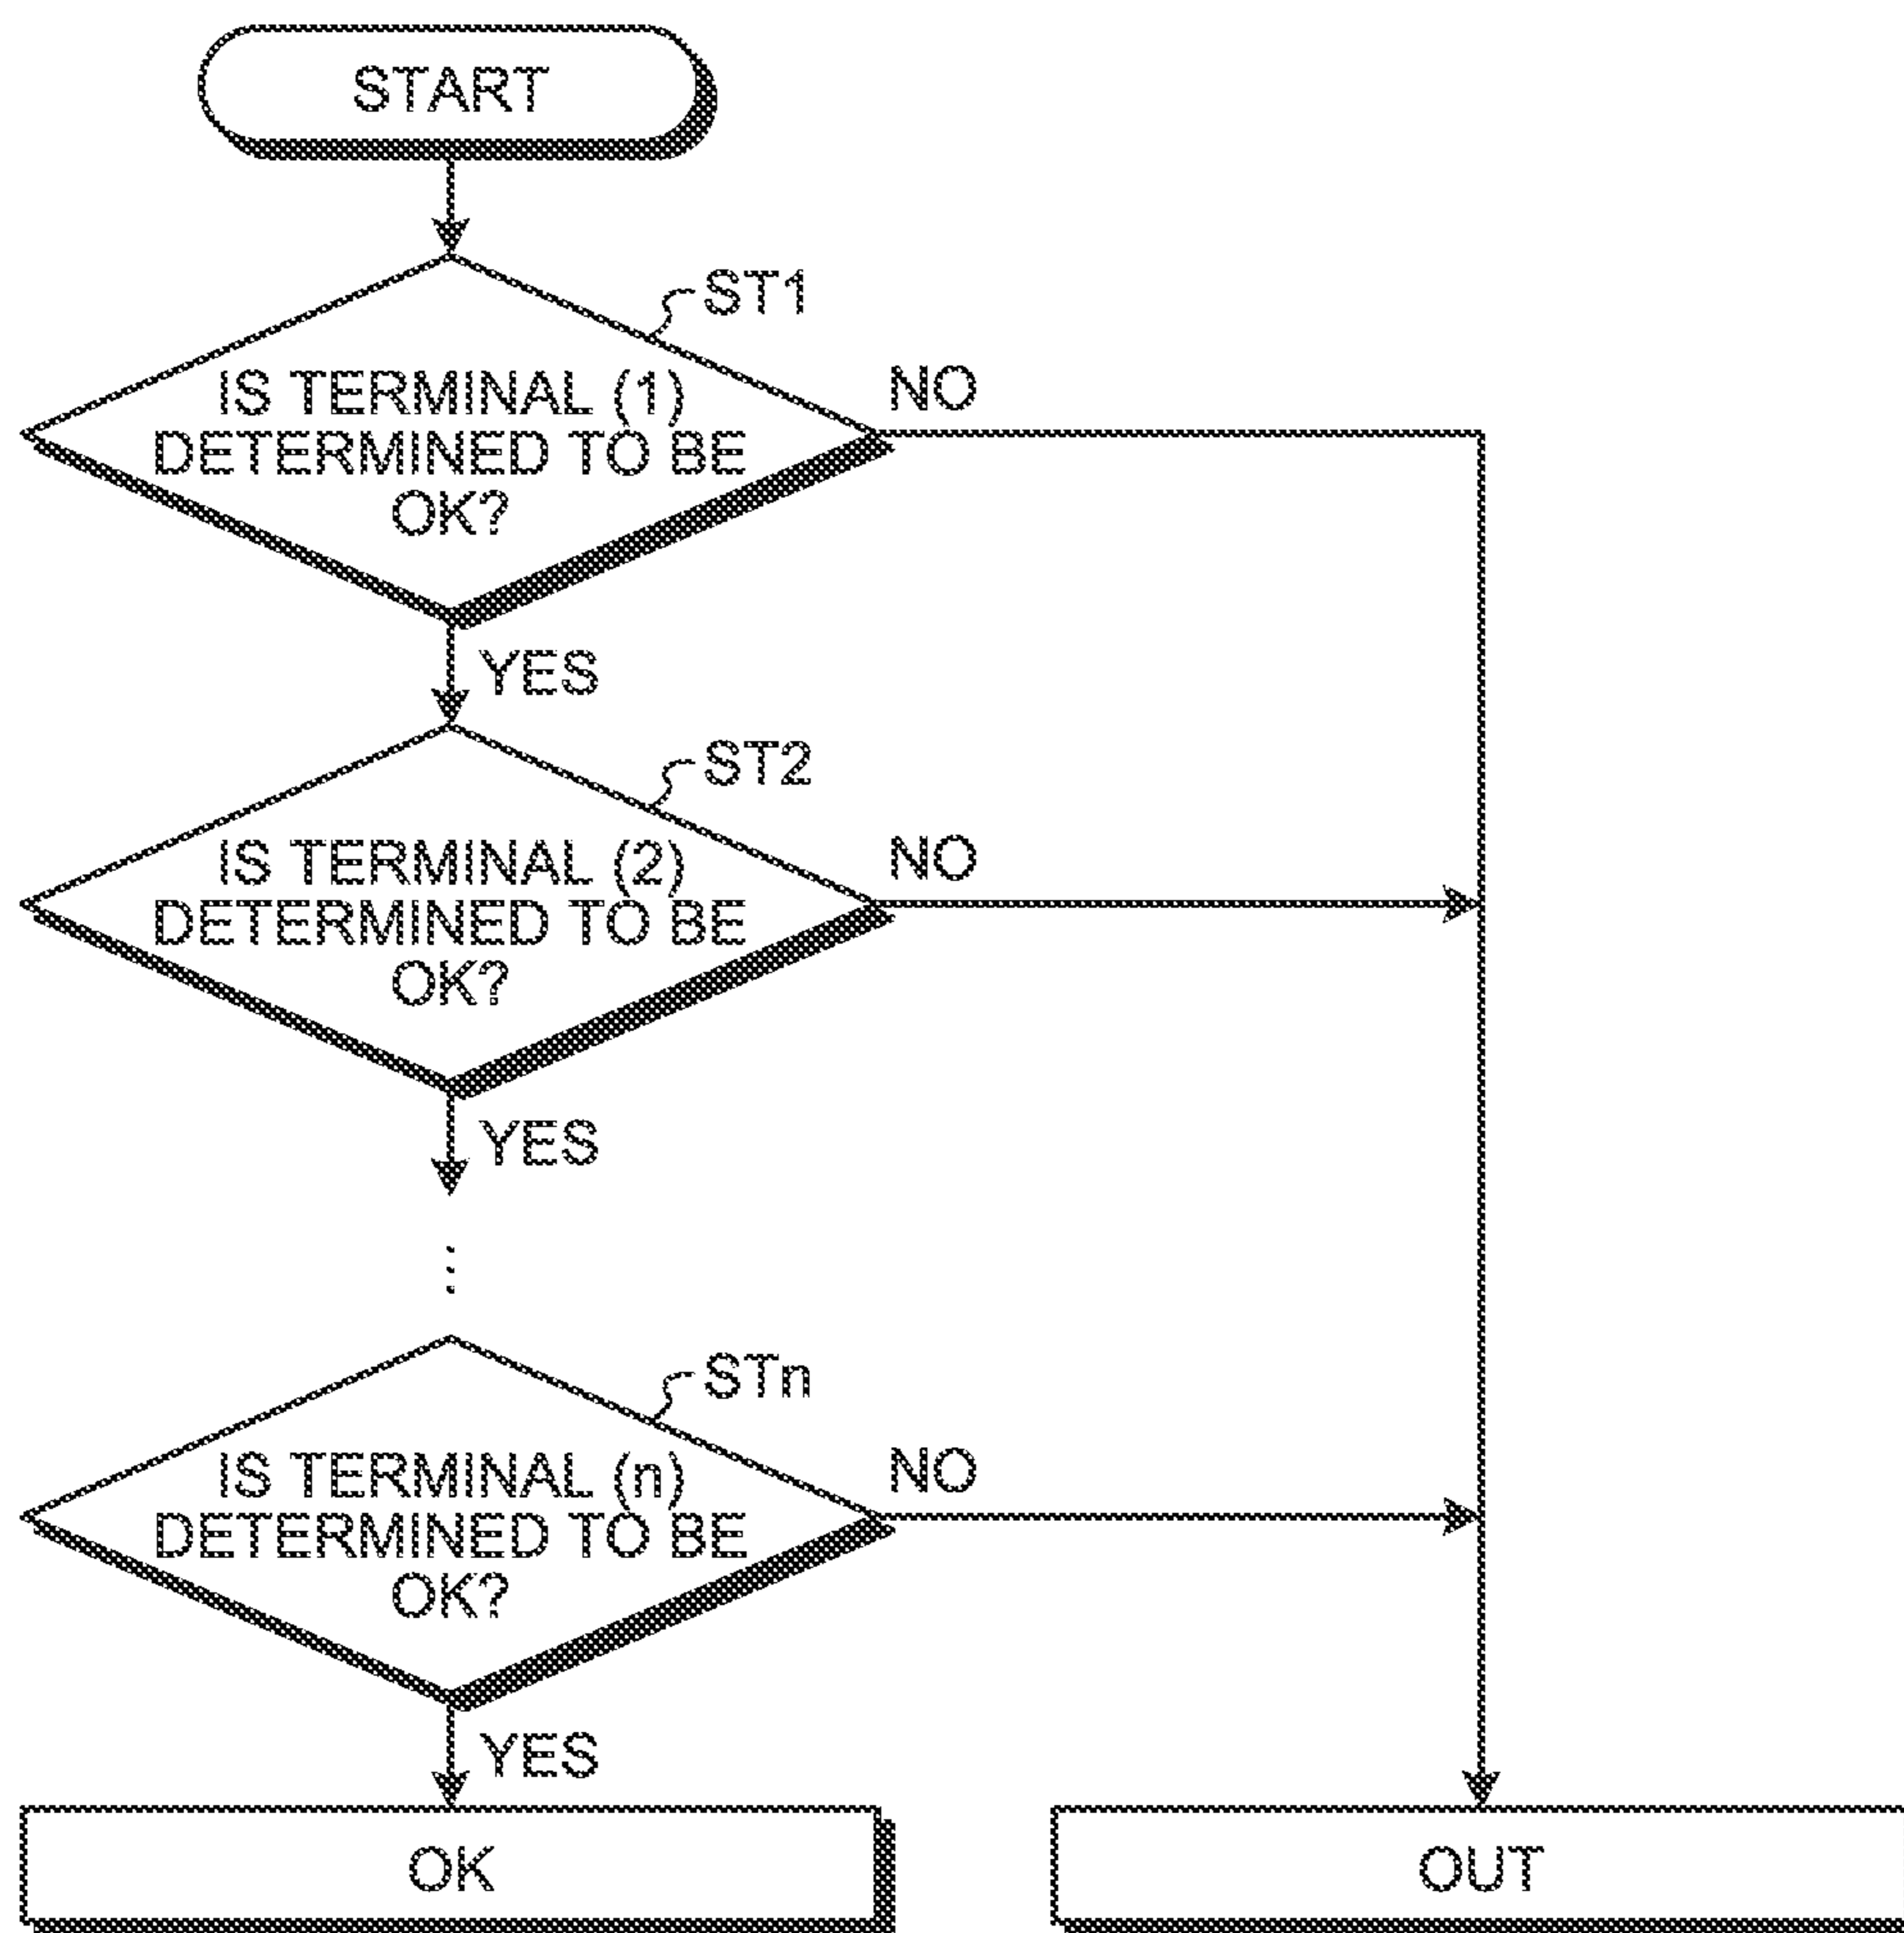 START
ST1
IS TERMINAL (1)
DETERMINED TO BE
OK?
NO
YES
ST2
IS TERMINAL (2)
DETERMINED TO BE
OK?
NO
YES
⋮
STn
IS TERMINAL (n)
DETERMINED TO BE
OK?
NO
YES
OK
OUT